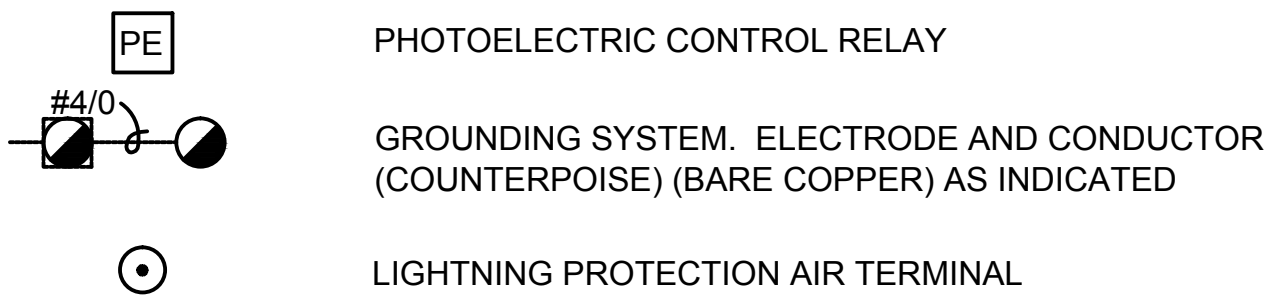 PE PHOTOELECTRIC CONTROL RELAY
#4/0
GROUNDING SYSTEM. ELECTRODE AND CONDUCTOR
(COUNTERPOISE) (BARE COPPER) AS INDICATED
LIGHTNING PROTECTION AIR TERMINAL